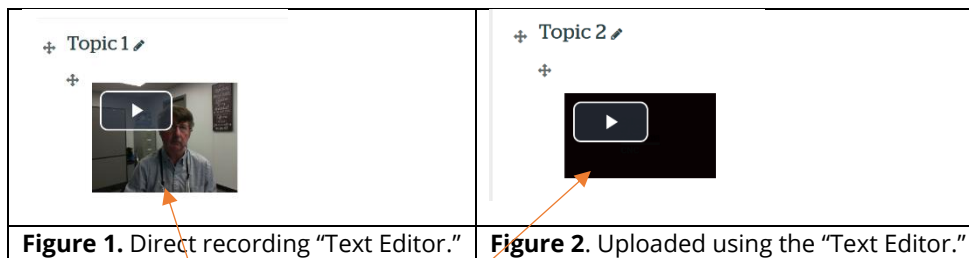 Topic 1
Topic 2
Figure 1. Direct recording “Text Editor.”
Figure 2. Uploaded using the “Text Editor.”